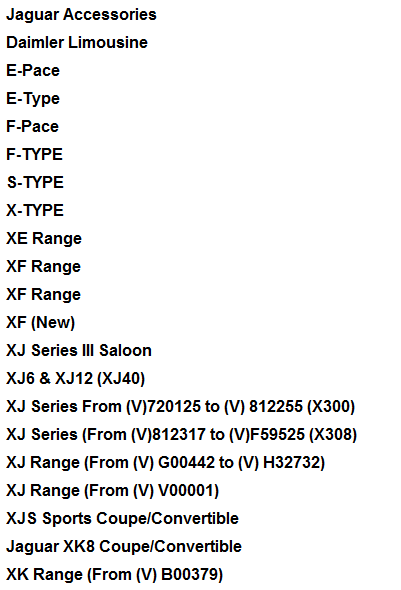 Jaguar Accessories
Daimler Limousine
E-Pace
E-Type
F-Pace
F-TYPE
S-TYPE
X-TYPE
XE Range
XF Range
XF Range
XF (New)
XJ Series III Saloon
XJ6 & XJ12 (XJ40)
XJ Series From (V)720125 to (V) 812255 (X300)
XJ Series (From (V)812317 to (V)F59525 (X308)
XJ Range (From (V) G00442 to (V) H32732)
XJ Range (From (V) V00001)
XJS Sports Coupe/Convertible
Jaguar XK8 Coupe/Convertible
XK Range (From (V) B00379)